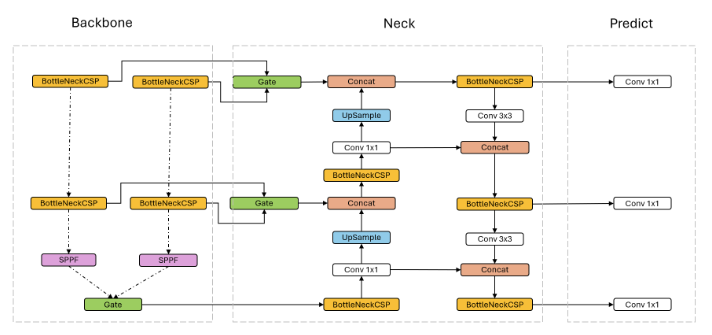 Backbone
Neck
Predict
BottleNeckCSP
BottleNeckCSP
Gate
Concat
BottleNeckCSP
Conv 1x1
UpSample
Conv 3x3
Conv 1x1
Concat
BottleNeckCSP
BottleNeckCSP
BottleNeckCSP
Gate
Concat
BottleNeckCSP
Conv 1x1
UpSample
Conv 3x3
SPPF
SPPF
Conv 1x1
Concat
Gate
BottleNeckCSP
BottleNeckCSP
Conv 1x1